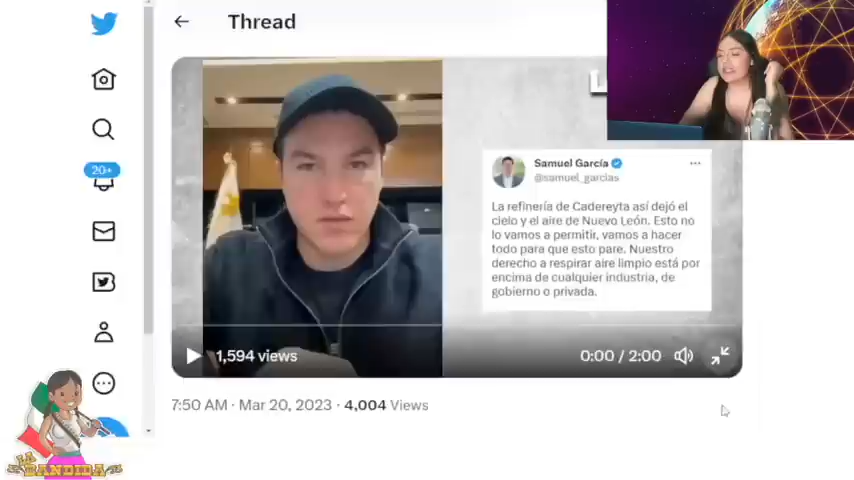 Thread
Samuel García
@samuel_garcias
La refinería de Cadereyta así dejó el
cielo y el aire de Nuevo León. Esto no
lo vamos a permitir, vamos a hacer
todo para que esto pare. Nuestro
derecho a respirar aire limpio está por
encima de cualquier industria, de
gobierno o privada.
20+
1,594 views
0:00 / 2:00
7:50 AM · Mar 20, 2023 · 4,004 Views
LA
BANDIDA